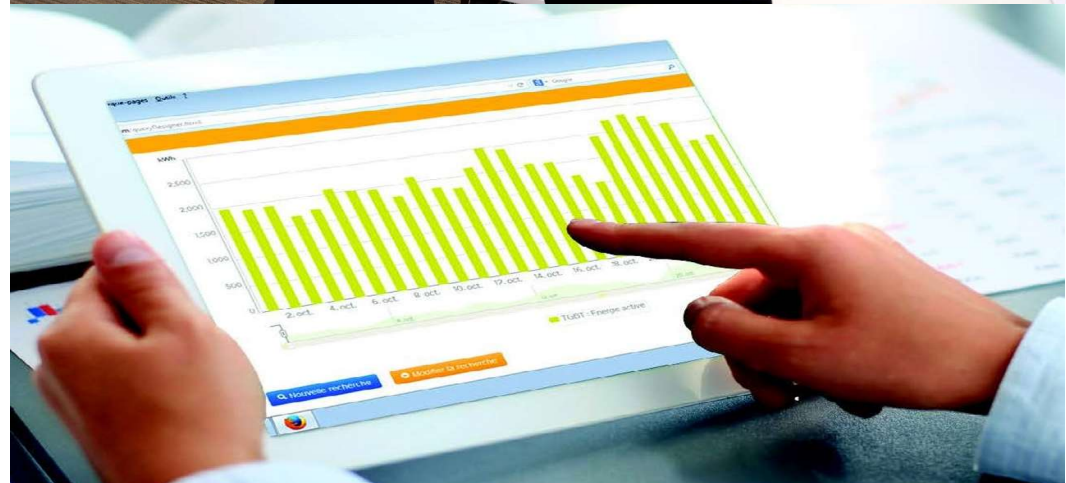 Outils ?
Google
kWh
2,500
2,000
1,500
1,000
500
0
2. oct. 4. oct. 6. oct. 8. oct. 10. oct. 12. oct. 14. oct. 16. oct. 18. oct.
TGBT : Energie active
Nouvelle recherche
Modifier la recherche